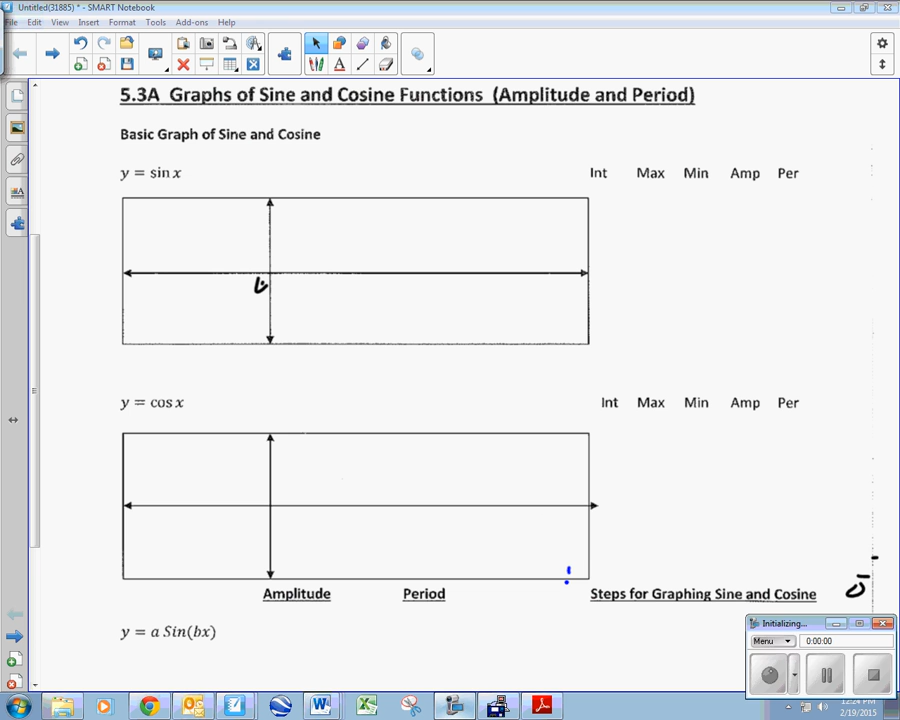 Untitled(31885) * - SMART Notebook
File Edit View Insert Format Tools Add-ons Help
5.3A Graphs of Sine and Cosine Functions (Amplitude and Period)
Basic Graph of Sine and Cosine
y = sin x
Int Max Min Amp Per
y = cos x
Int Max Min Amp Per
Amplitude Period Steps for Graphing Sine and Cosine
y = a Sin(bx)
Initializing...
Menu 0:00:00
12:24 PM
2/19/2015